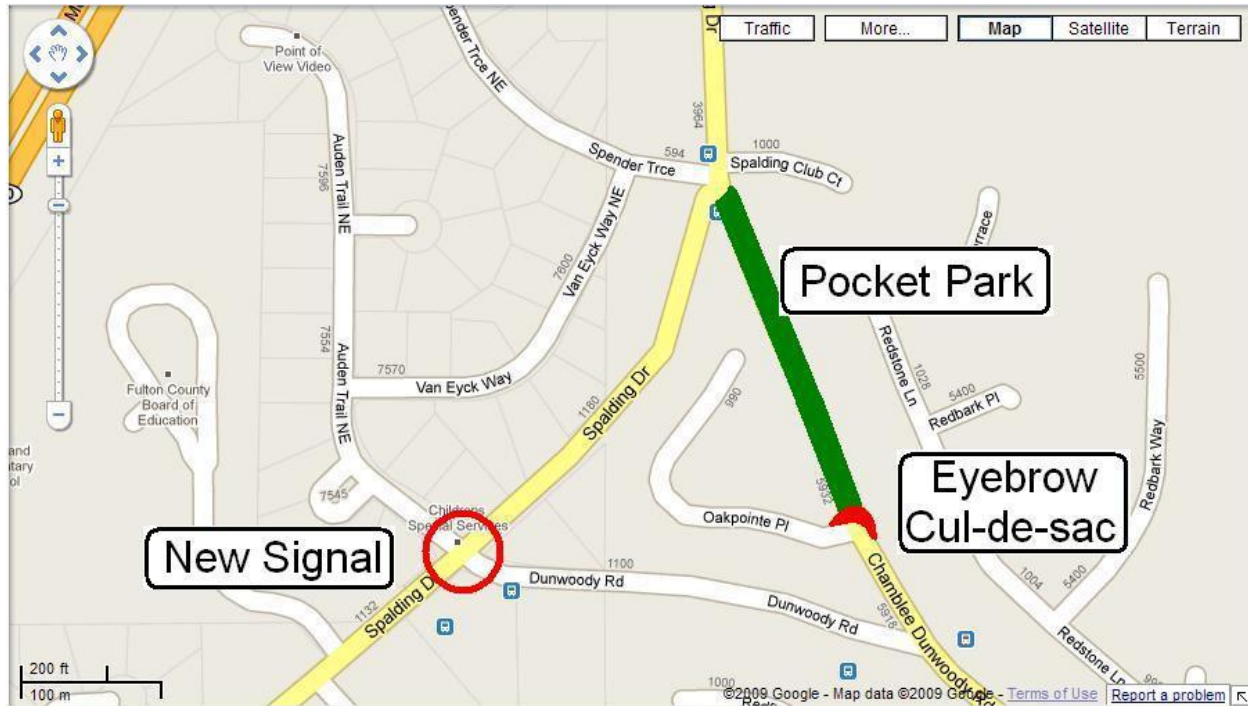 Traffic
More...
Map
Satellite
Terrain
Point of
View Video
Spender Trce NE
3964
594
Spender Trce
1000
Spalding Club Ct
Auden Trail NE
7596
Van Eyck Way NE
7600
Pocket Park
7554
Auden Trail NE
7570
Van Eyck Way
Fulton County
Board of
Education
Spalding Dr
1180
990
Redstone Ln
1028
5400
Redbark Pl
5500
Redbark Way
7545
Childrens
Special Services
5932
Oakpointe Pl
Eyebrow
Cul-de-sac
New Signal
1100
Dunwoody Rd
Dunwoody Rd
1132
Spalding D
Chamblee Dunwoody Rd
5918
1004
5400
Redstone Ln
200 ft
100 m
1000
©2009 Google - Map data ©2009 Google - Terms of Use
Report a problem